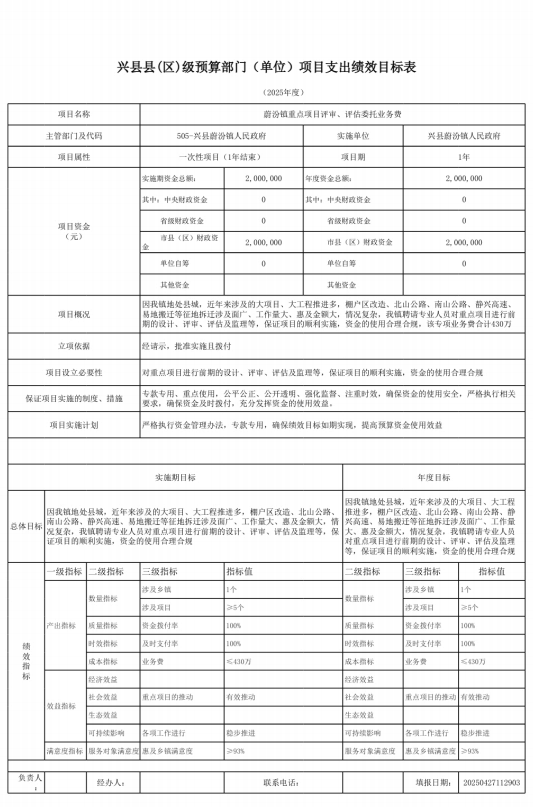 兴县县(区)级预算部门（单位）项目支出绩效目标表
（2025年度）
项目名称 蔚汾镇重点项目评审、评估委托业务费
主管部门及代码 505-兴县蔚汾镇人民政府 实施单位 兴县蔚汾镇人民政府
项目属性 一次性项目（1年结束） 项目期 1年
项目资金
（元）
实施期资金总额： 2,000,000 年度资金总额： 2,000,000
其中：中央财政资金 0 其中：中央财政资金 0
省级财政资金 0 省级财政资金 0
市县（区）财政资
金 2,000,000 市县（区）财政资金 2,000,000
单位自筹 0 单位自筹 0
其他资金 其他资金
项目概况
因我镇地处县城，近年来涉及的大项目、大工程推进多，棚户区改造、北山公路、南山公路、静兴高速、
易地搬迁等征地拆迁涉及面广、工作量大、惠及金额大，情况复杂，我镇聘请专业人员对重点项目进行前
期的设计、评审、评估及监理等，保证项目的顺利实施，资金的使用合理合规，该专项业务费合计430万
立项依据 经请示，批准实施且拨付
项目设立必要性 对重点项目进行前期的设计、评审、评估及监理等，保证项目的顺利实施，资金的使用合理合规
保证项目实施的制度、措施
专款专用、重点使用，公平公正、公开透明、强化监督、注重时效，确保资金的使用安全，严格执行相关
要求，确保资金及时拨付，充分发挥资金的使用效益。
项目实施计划 严格执行资金管理办法，专款专用，确保绩效目标如期实现，提高预算资金使用效益
实施期目标 年度目标
总体目标
因我镇地处县城，近年来涉及的大项目、大工程推进多，棚户区改造、北山公路、
南山公路、静兴高速、易地搬迁等征地拆迁涉及面广、工作量大、惠及金额大，情
况复杂，我镇聘请专业人员对重点项目进行前期的设计、评审、评估及监理等，保
证项目的顺利实施，资金的使用合理合规
因我镇地处县城，近年来涉及的大项目、大工程
推进多，棚户区改造、北山公路、南山公路、静
兴高速、易地搬迁等征地拆迁涉及面广、工作量
大、惠及金额大，情况复杂，我镇聘请专业人员
对重点项目进行前期的设计、评审、评估及监理
等，保证项目的顺利实施，资金的使用合理合规
绩效指标
一级指标 二级指标 三级指标 指标值 二级指标 三级指标 指标值
产出指标
数量指标 涉及乡镇 1个 数量指标 涉及乡镇 1个
涉及项目 ≥5个 涉及项目 ≥5个
质量指标 资金拨付率 100% 质量指标 资金拨付率 100%
时效指标 及时支付率 100% 时效指标 及时支付率 100%
成本指标 业务费 ≤430万 成本指标 业务费 ≤430万
效益指标
经济效益 经济效益
社会效益 重点项目的推动 有效推动 社会效益 重点项目的推动 有效推动
生态效益 生态效益
可持续影响 各项工作进行 稳步推进 可持续影响 各项工作进行 稳步推进
满意度指标 服务对象满意度 惠及乡镇满意度 ≥93% 服务对象满意度 惠及乡镇满意度 ≥93%
负责人
： 经办人： 联系电话： 填报日期： 20250427112903